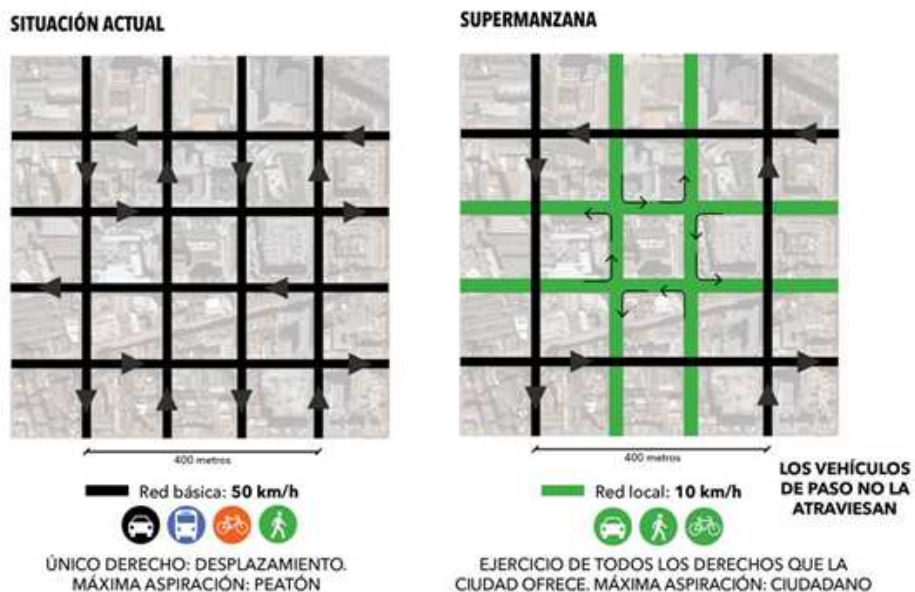 SITUACIÓN ACTUAL
400 metros
Red básica: 50 km/h
ÚNICO DERECHO: DESPLAZAMIENTO.
MÁXIMA ASPIRACIÓN: PEATÓN
SUPERMANZANA
400 metros
Red local: 10 km/h
LOS VEHÍCULOS
DE PASO NO LA
ATRAVIESAN
EJERCICIO DE TODOS LOS DERECHOS QUE LA
CIUDAD OFRECE. MÁXIMA ASPIRACIÓN: CIUDADANO